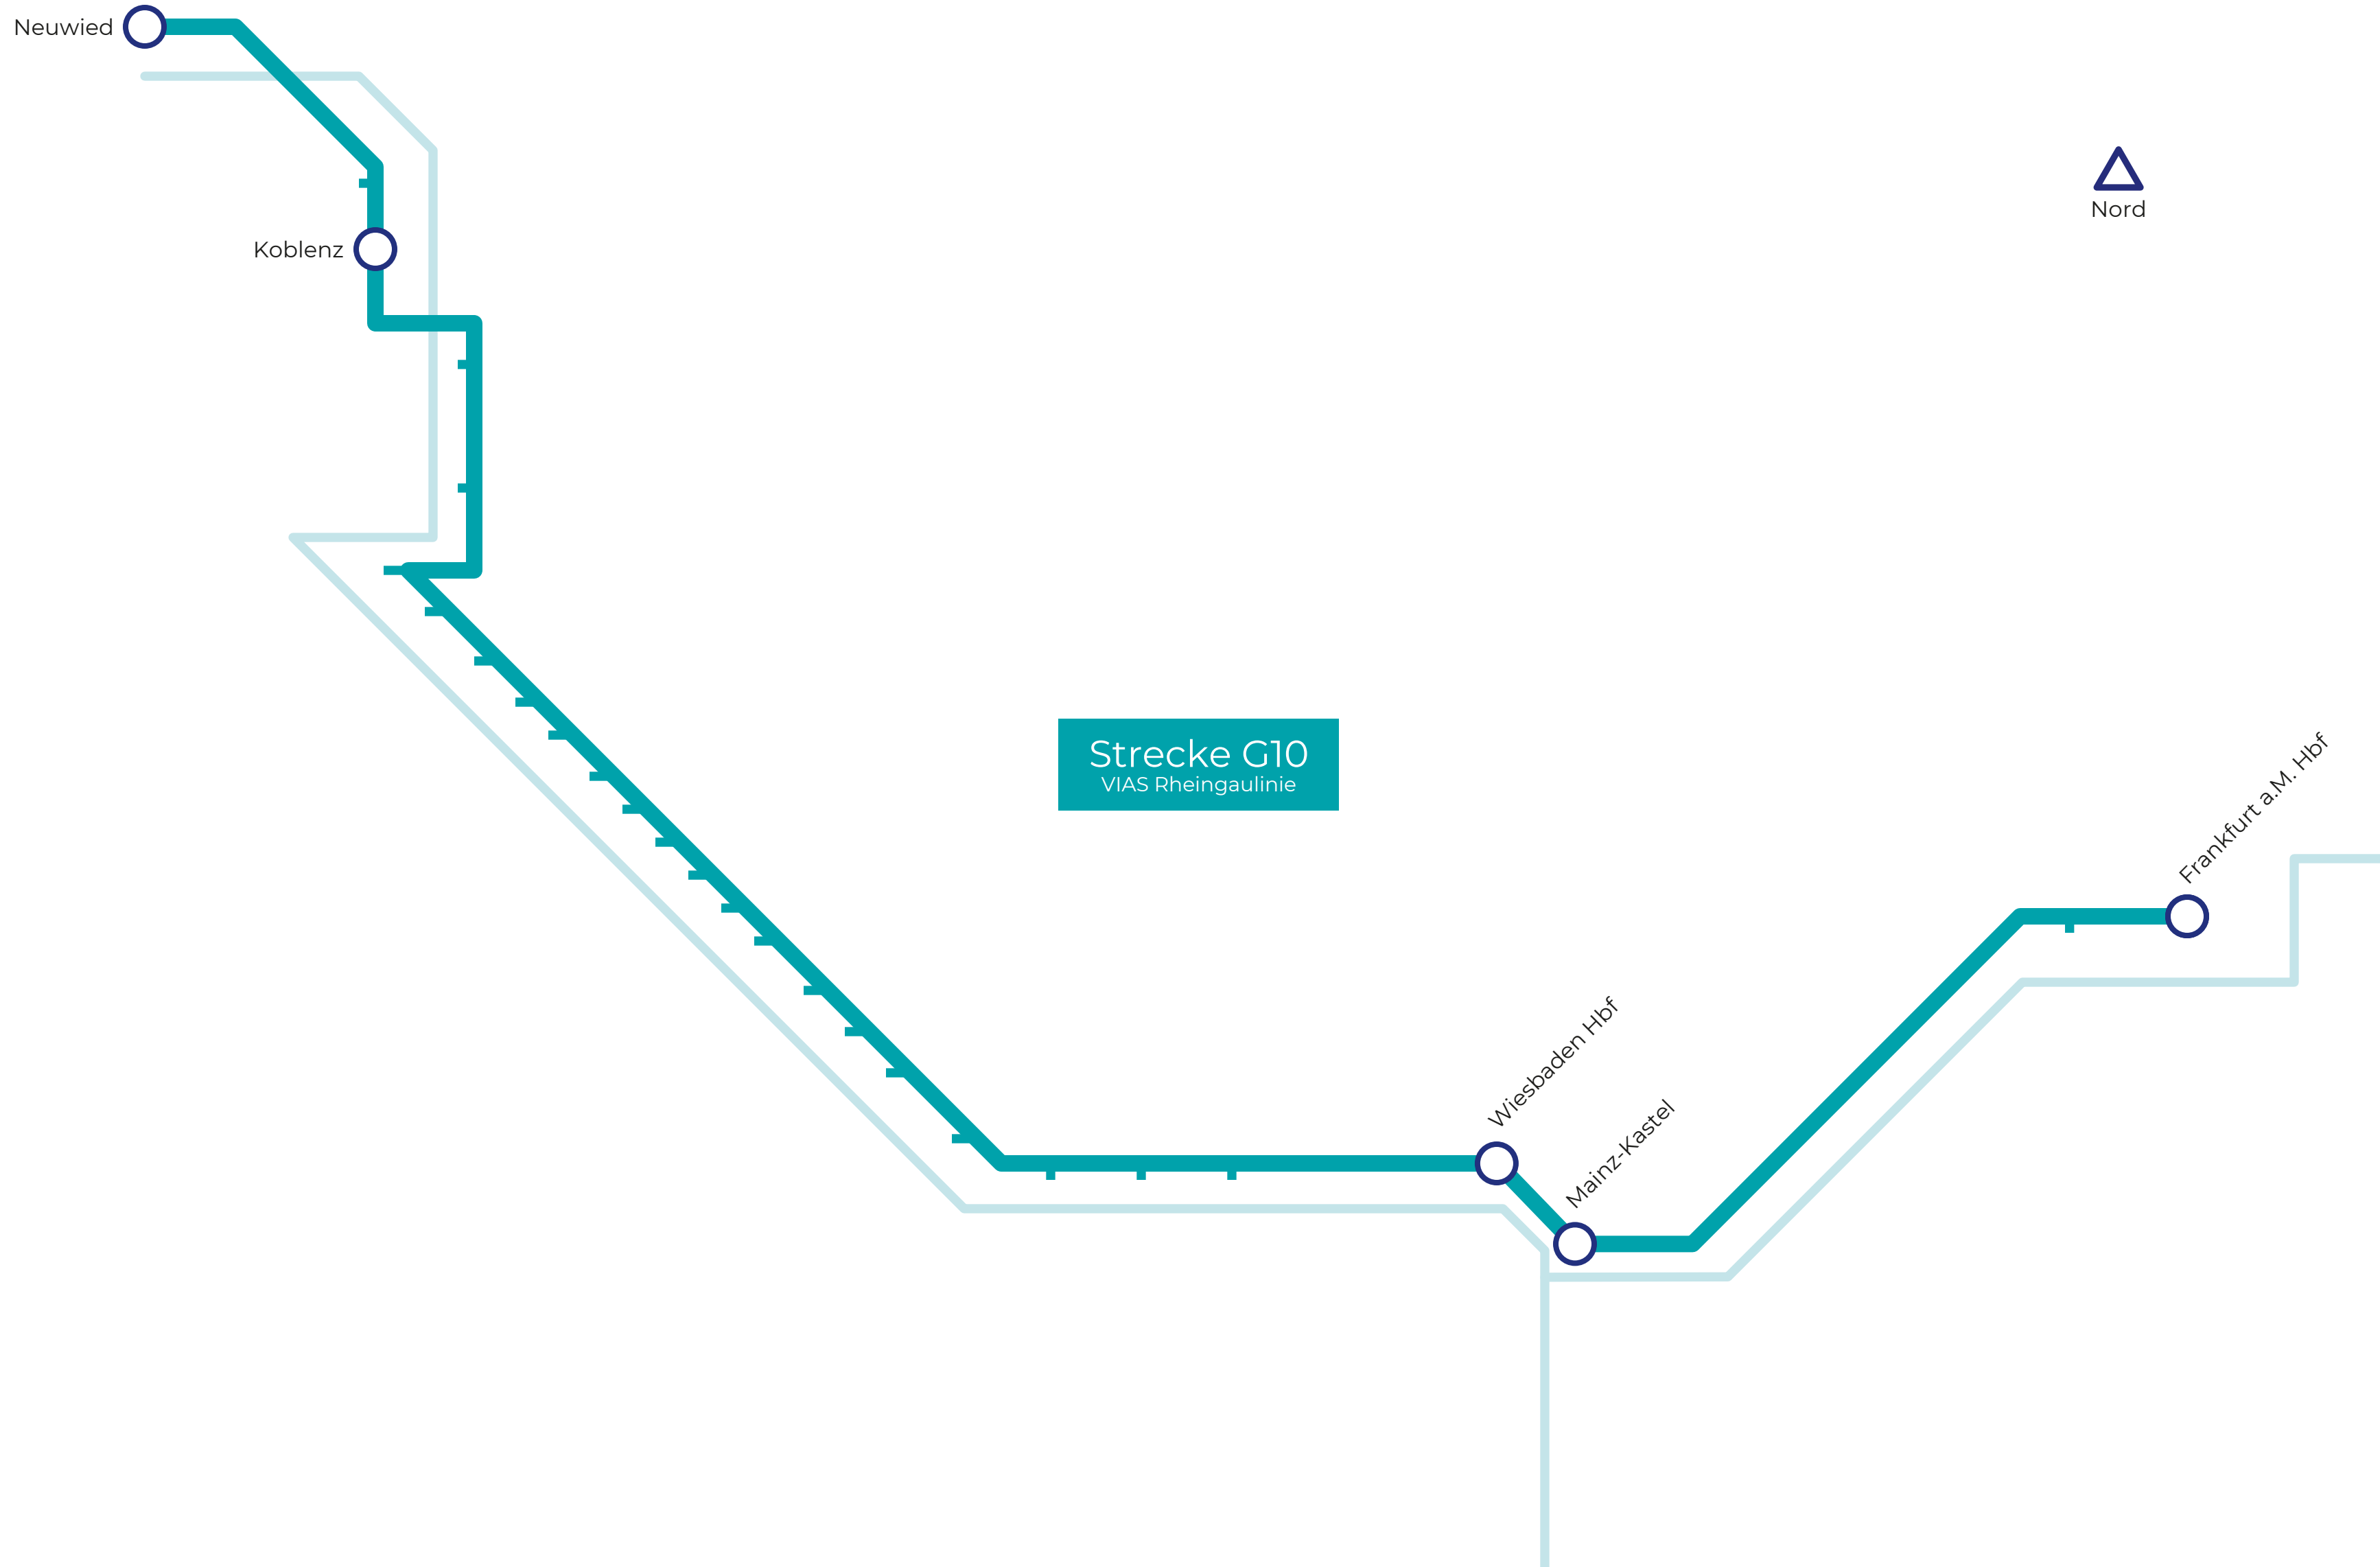 Neuwied
Koblenz
Nord
Strecke G10
VIAS Rheingaulinie
Frankfurt a.M. Hbf
Wiesbaden Hbf
Mainz-Kastel